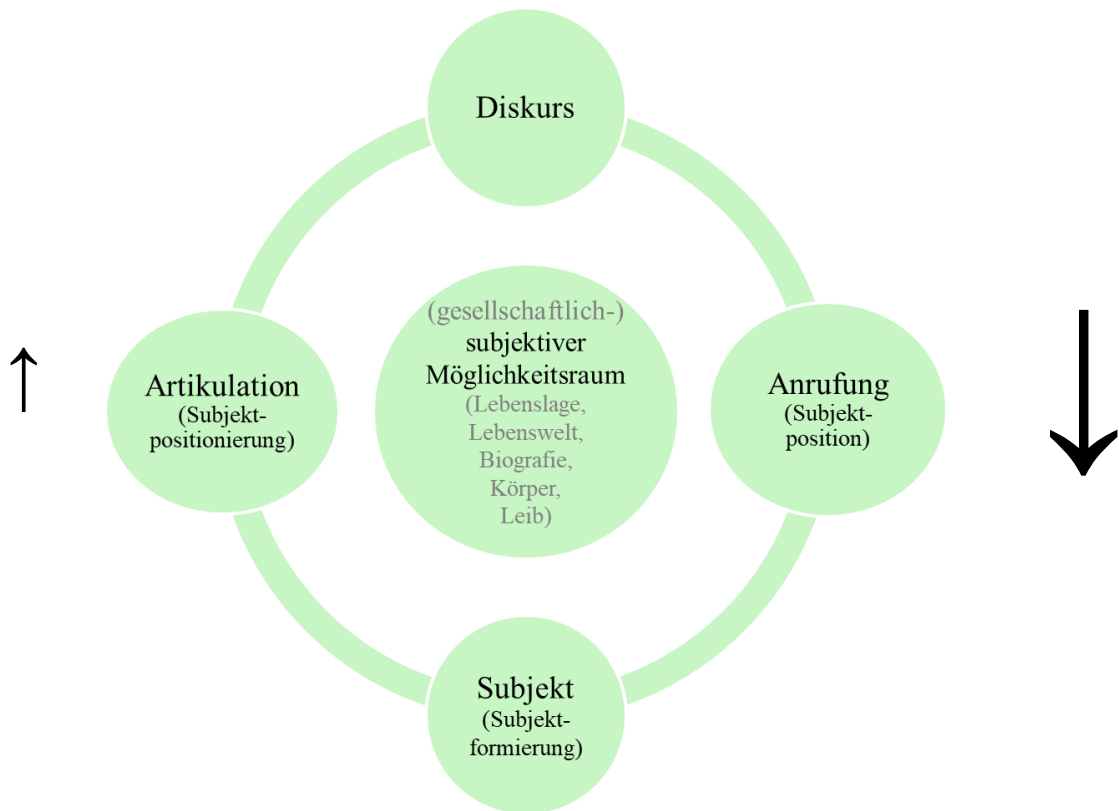 Diskurs
Artikulation
(Subjekt-
positionierung)
(gesellschaftlich-)
subjektiver
Möglichkeitsraum
(Lebenslage,
Lebenswelt,
Biografie,
Körper,
Leib)
Anrufung
(Subjekt-
position)
Subjekt
(Subjekt-
formierung)